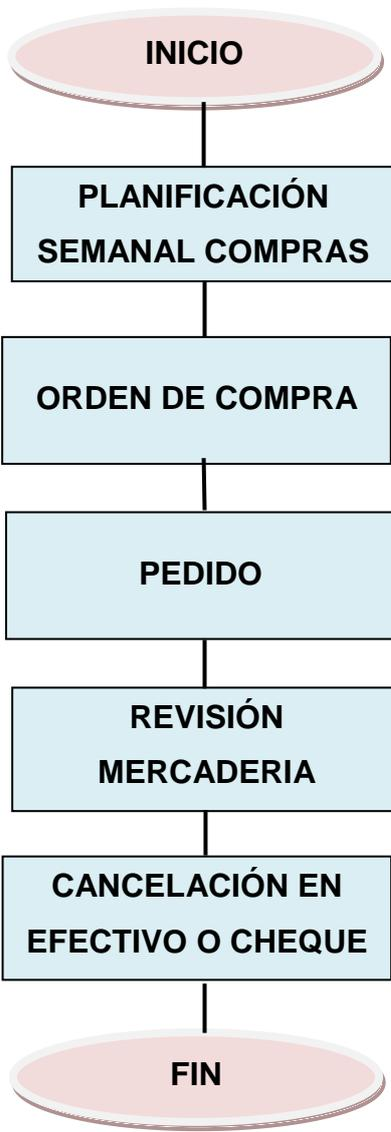 INICIO
PLANIFICACIÓN
SEMANAL COMPRAS
ORDEN DE COMPRA
PEDIDO
REVISIÓN
MERCADERIA
CANCELACIÓN EN
EFECTIVO O CHEQUE
FIN